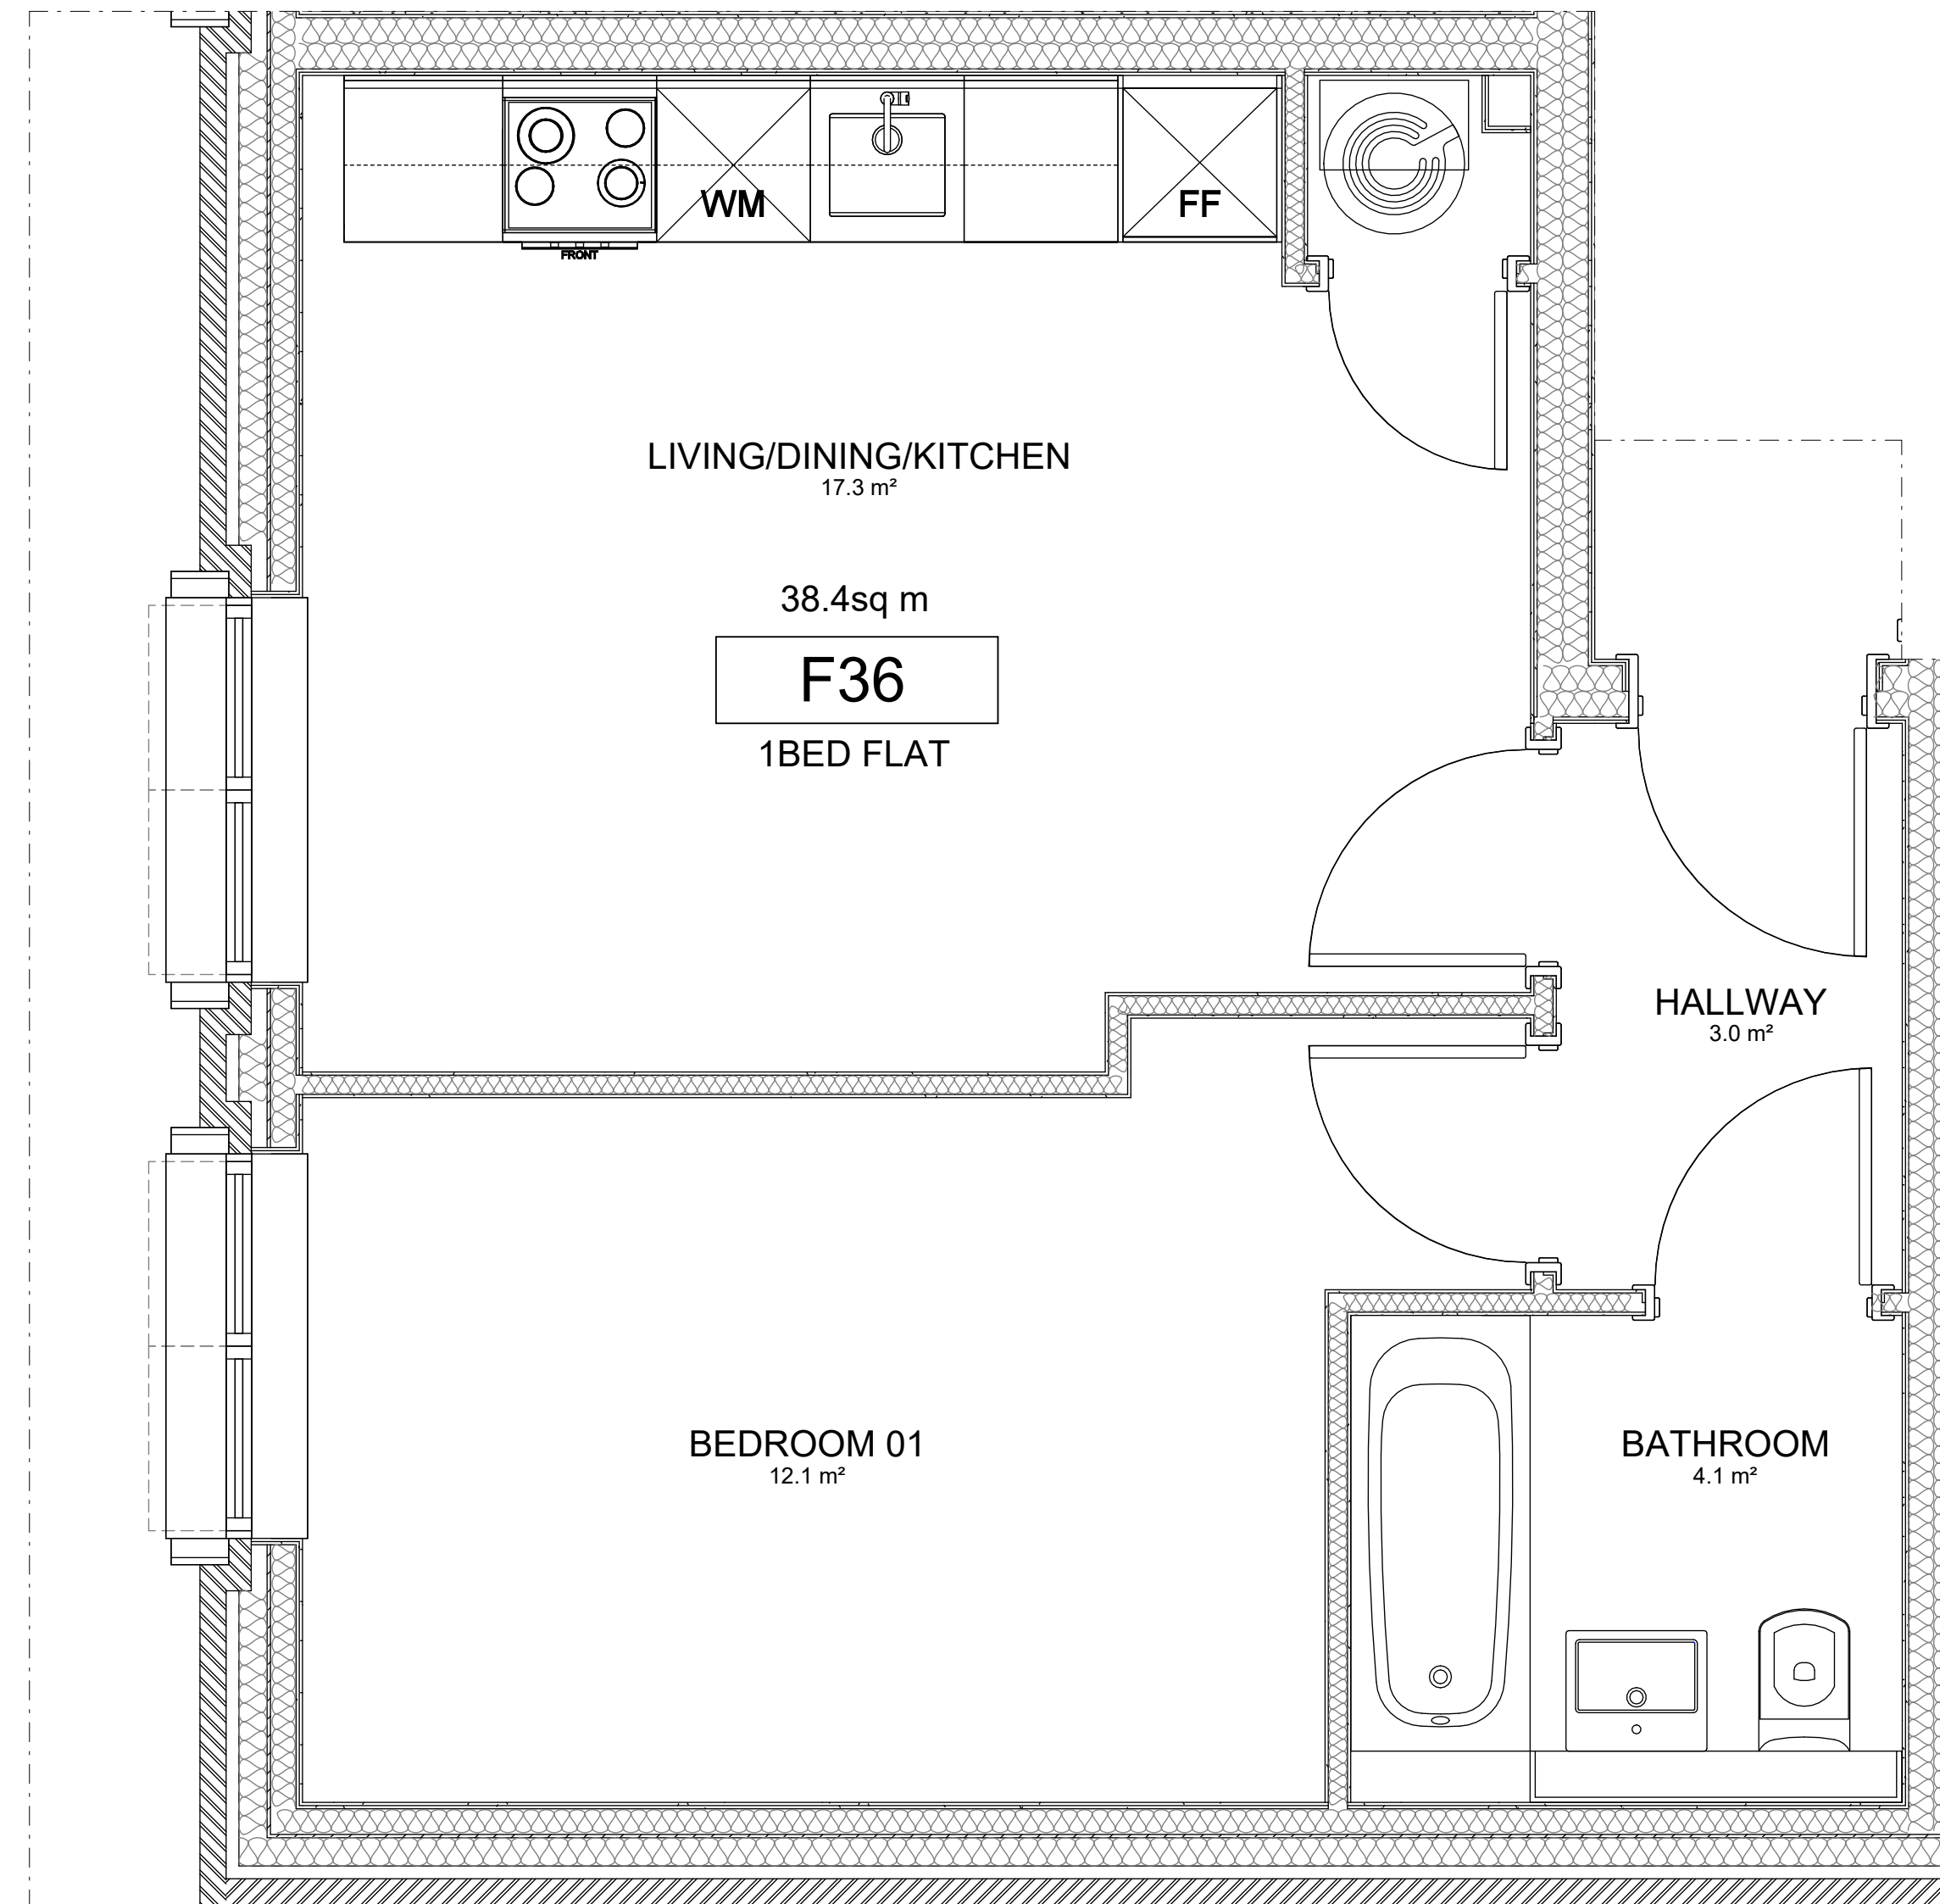 WM
FF
FRONT
LIVING/DINING/KITCHEN
17.3 m²
38.4sq m
F36
1BED FLAT
HALLWAY
3.0 m²
BEDROOM 01
12.1 m²
BATHROOM
4.1 m²